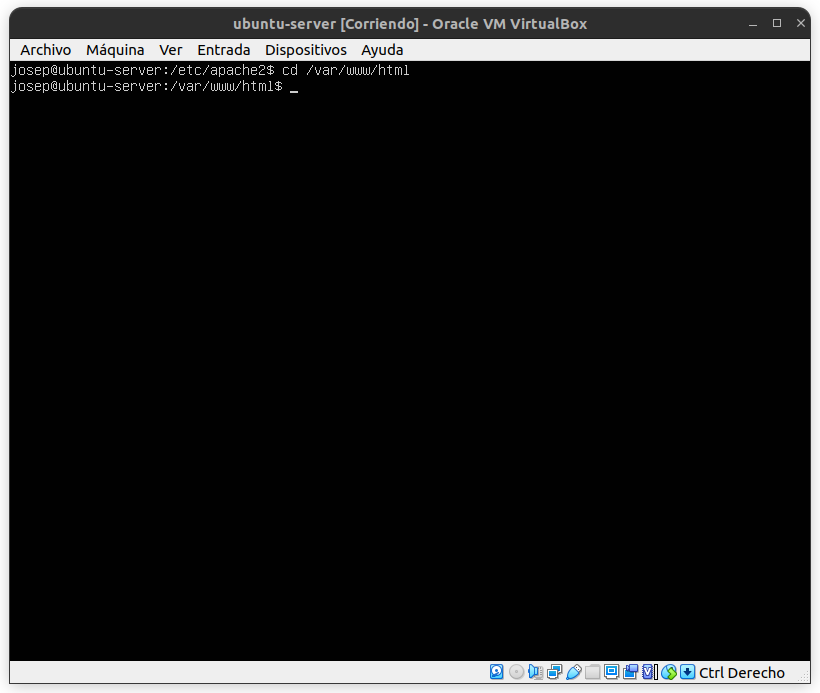 ubuntu-server [Corriendo] - Oracle VM VirtualBox
Archivo Máquina Ver Entrada Dispositivos Ayuda
josep@ubuntu-server:/etc/apache2$ cd /var/www/html
josep@ubuntu-server:/var/www/html$ _
Ctrl Derecho